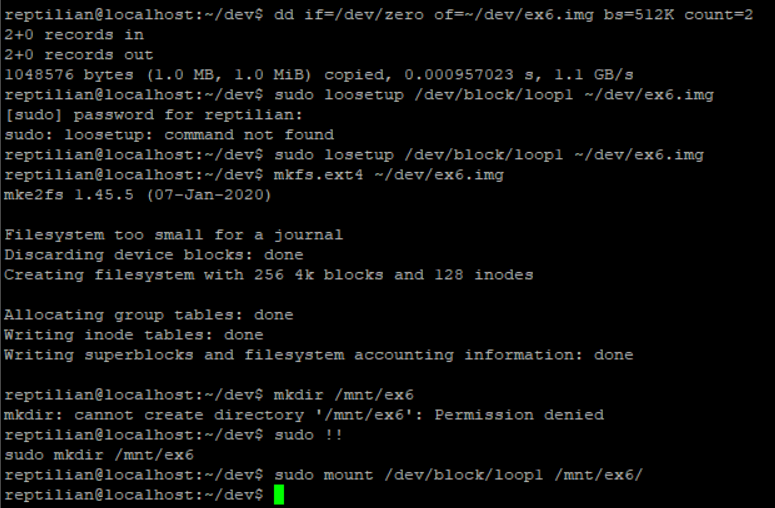 reptilian@localhost:~/dev$ dd if=/dev/zero of=~/dev/ex6.img bs=512K count=2
2+0 records in
2+0 records out
1048576 bytes (1.0 MB, 1.0 MiB) copied, 0.000957023 s, 1.1 GB/s
reptilian@localhost:~/dev$ sudo loosetup /dev/block/loop1 ~/dev/ex6.img
[sudo] password for reptilian:
sudo: loosetup: command not found
reptilian@localhost:~/dev$ sudo losetup /dev/block/loop1 ~/dev/ex6.img
reptilian@localhost:~/dev$ mkfs.ext4 ~/dev/ex6.img
mke2fs 1.45.5 (07-Jan-2020)
Filesystem too small for a journal
Discarding device blocks: done
Creating filesystem with 256 4k blocks and 128 inodes
Allocating group tables: done
Writing inode tables: done
Writing superblocks and filesystem accounting information: done
reptilian@localhost:~/dev$ mkdir /mnt/ex6
mkdir: cannot create directory '/mnt/ex6': Permission denied
reptilian@localhost:~/dev$ sudo !!
sudo mkdir /mnt/ex6
reptilian@localhost:~/dev$ sudo mount /dev/block/loop1 /mnt/ex6/
reptilian@localhost:~/dev$